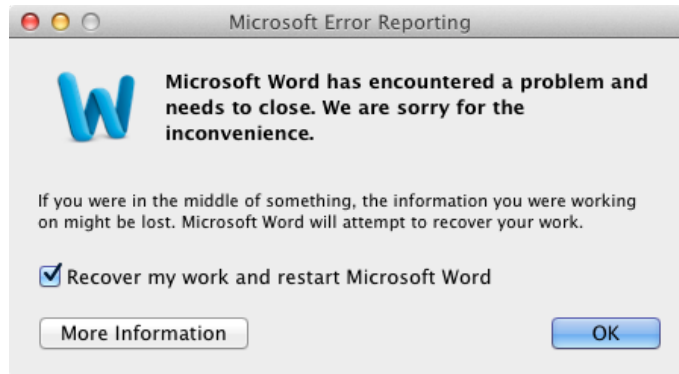 Microsoft Error Reporting
Microsoft Word has encountered a problem and
needs to close. We are sorry for the
inconvenience.
If you were in the middle of something, the information you were working
on might be lost. Microsoft Word will attempt to recover your work.
Recover my work and restart Microsoft Word
More Information
OK